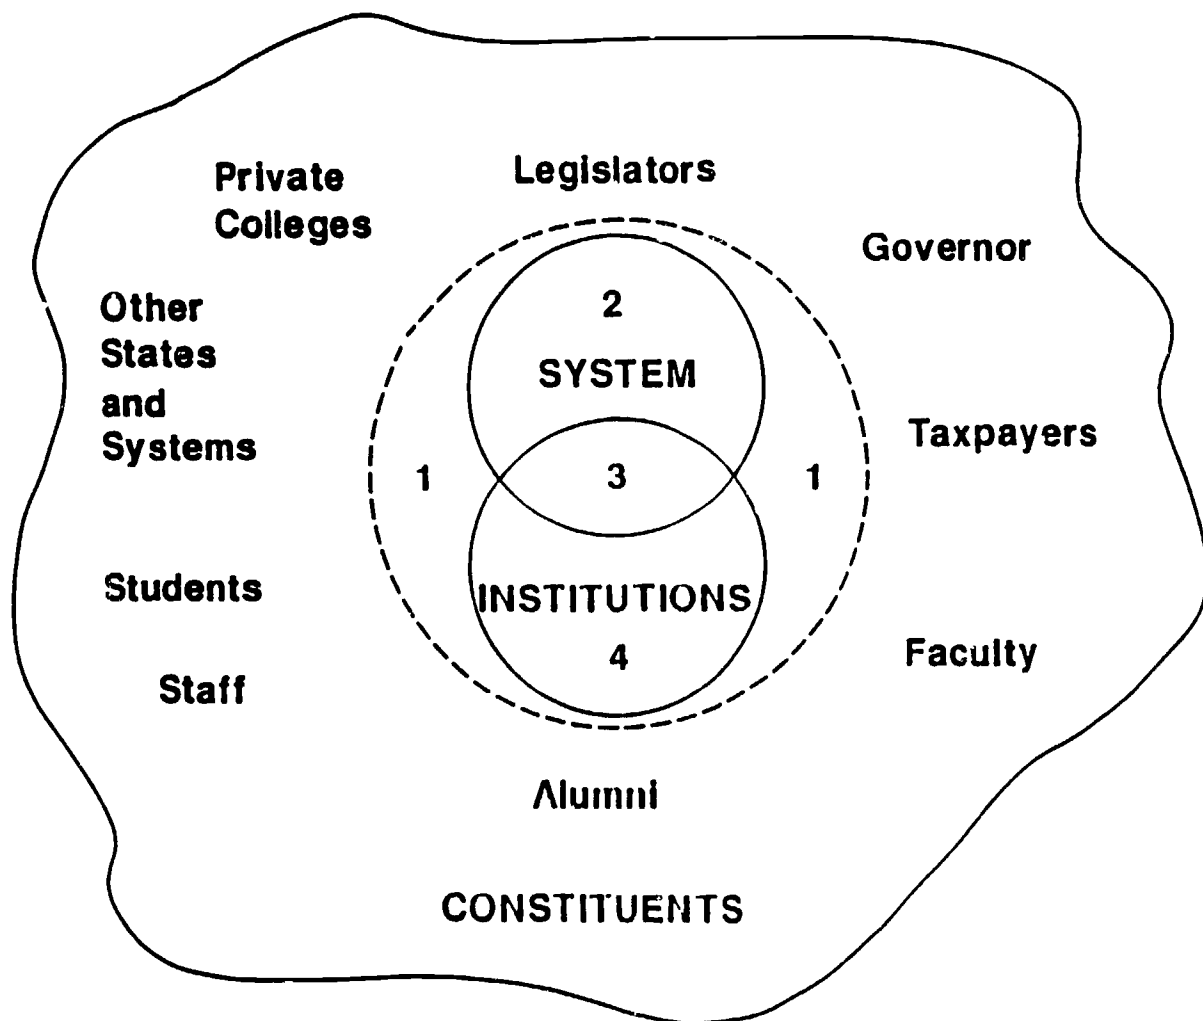 Private
Colleges
Legislators
Governor
Other
States
and
Systems
2
SYSTEM
Taxpayers
1
3
1
Students
INSTITUTIONS
4
Faculty
Staff
Alumni
CONSTITUENTS